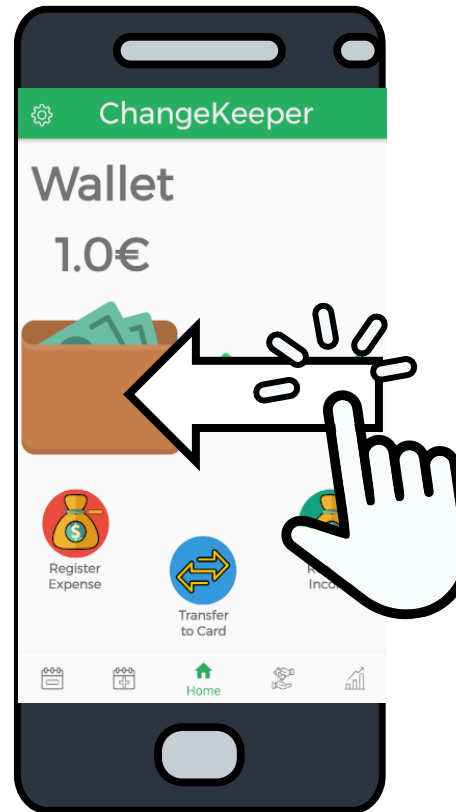 ChangeKeeper
Wallet
1.0€
Register
Expense
Transfer
to Card
Home